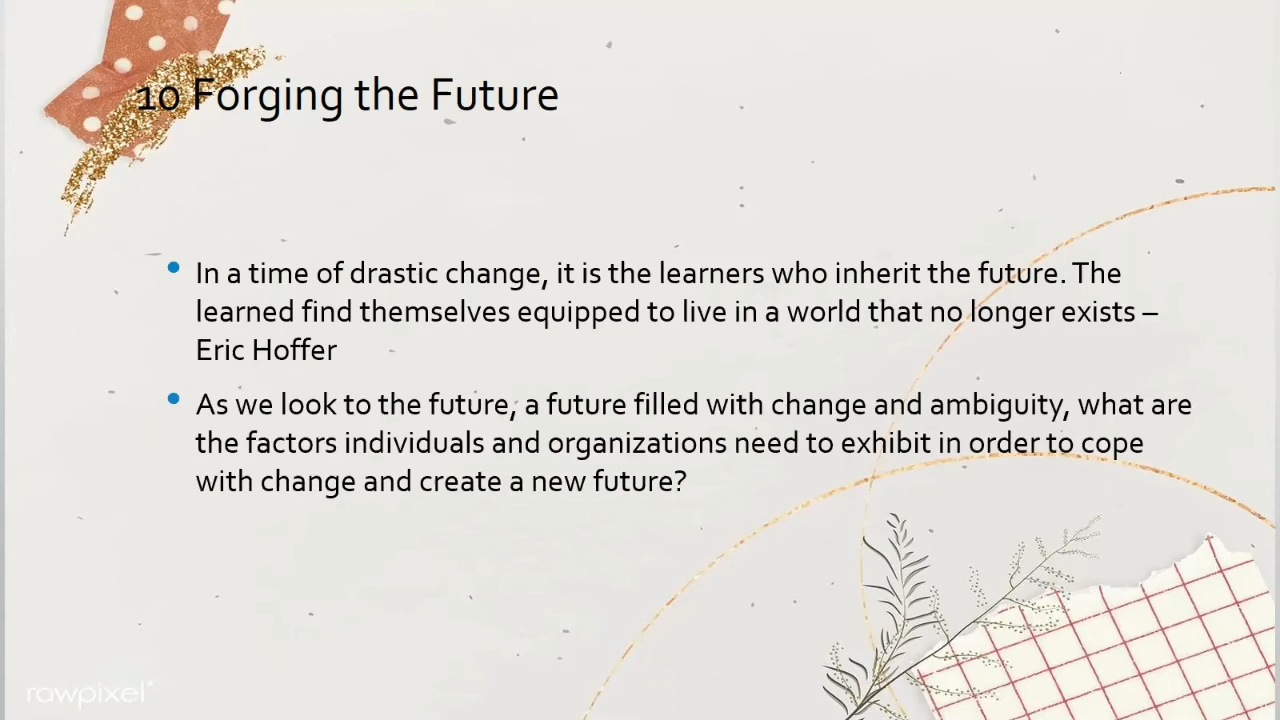 10 Forging the Future
In a time of drastic change, it is the learners who inherit the future. The
learned find themselves equipped to live in a world that no longer exists –
Eric Hoffer
As we look to the future, a future filled with change and ambiguity, what are
the factors individuals and organizations need to exhibit in order to cope
with change and create a new future?
rawpixel